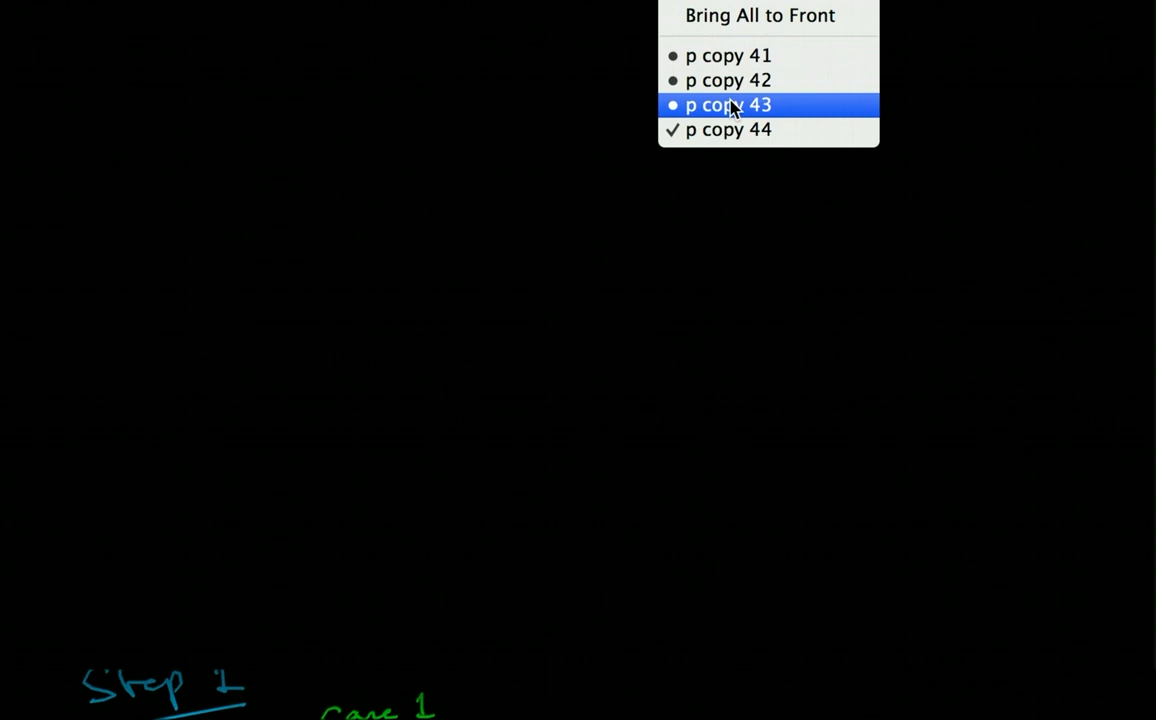 Bring All to Front
p copy 41
p copy 42
p copy 43
p copy 44
Step 1
case 1